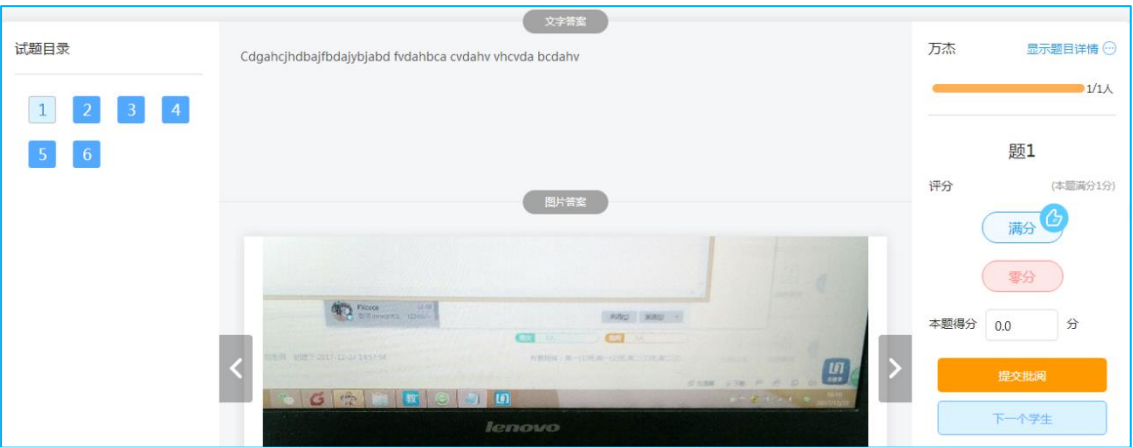 文字答案
试题目录
Cdgahcjhdbajfbdajybjabd fvdahbca cvdahv vhcvda bcdahv
1 2 3 4
5 6
图片答案
lenovo
万杰 显示题目详情
1/1人
题1
评分 (本题满分1分)
满分
零分
本题得分 0.0 分
提交批阅
下一个学生